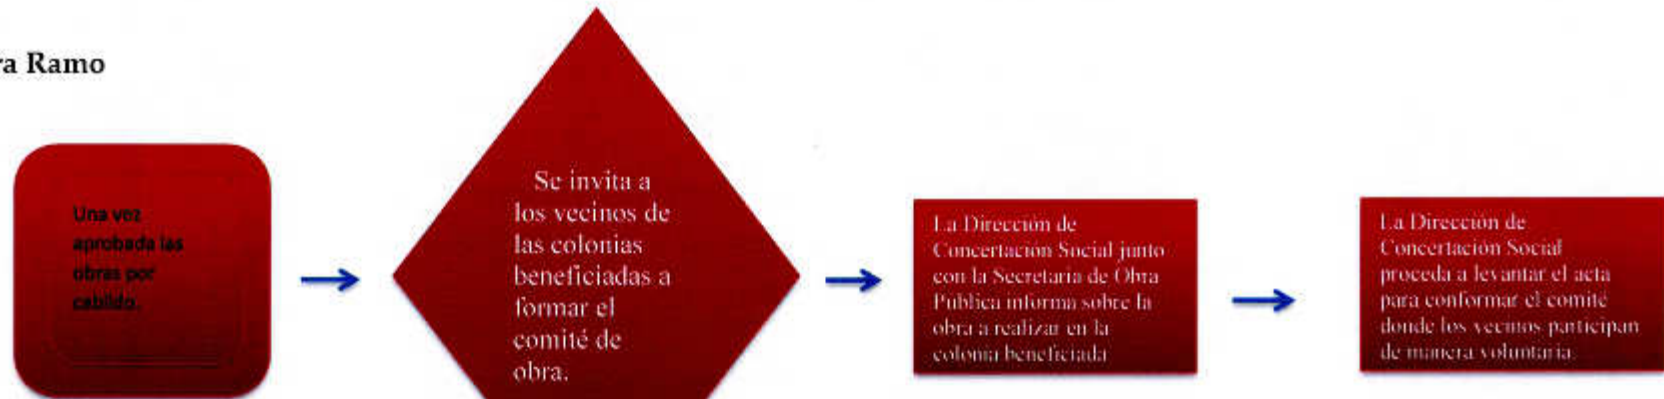 ra Ramo
Una vez
aprobada las
obras por
cabildo.
Se invita a
los vecinos de
las colonias
beneficiadas a
formar el
comité de
obra.
La Dirección de
Concertación Social junto
con la Secretaria de Obra
Pública informa sobre la
obra a realizar en la
colonia beneficiada
La Dirección de
Concertación Social
proceda a levantar el acta
para conformar el comité
donde los vecinos participan
de manera voluntaria.